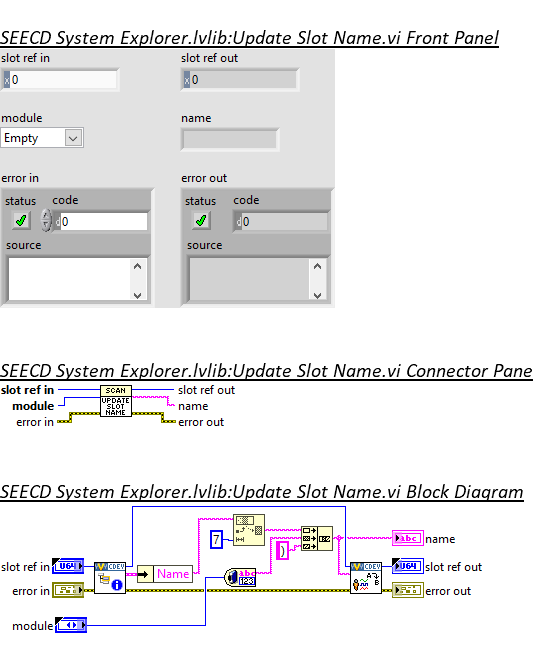 SEECD System Explorer.lvlib:Update Slot Name.vi Front Panel
slot ref in
slot ref out
x 0
x 0
module
name
Empty
error in
error out
status code
status code
d 0
d 0
source
source
SEECD System Explorer.lvlib:Update Slot Name.vi Connector Pane
slot ref in
SCAN
slot ref out
module
UPDATE
SLOT
NAME
name
error in
error out
SEECD System Explorer.lvlib:Update Slot Name.vi Block Diagram
7
)
abc
name
slot ref in
U64
CDEV
Name
abc
123
CDEV
U64
slot ref out
error in
error out
module